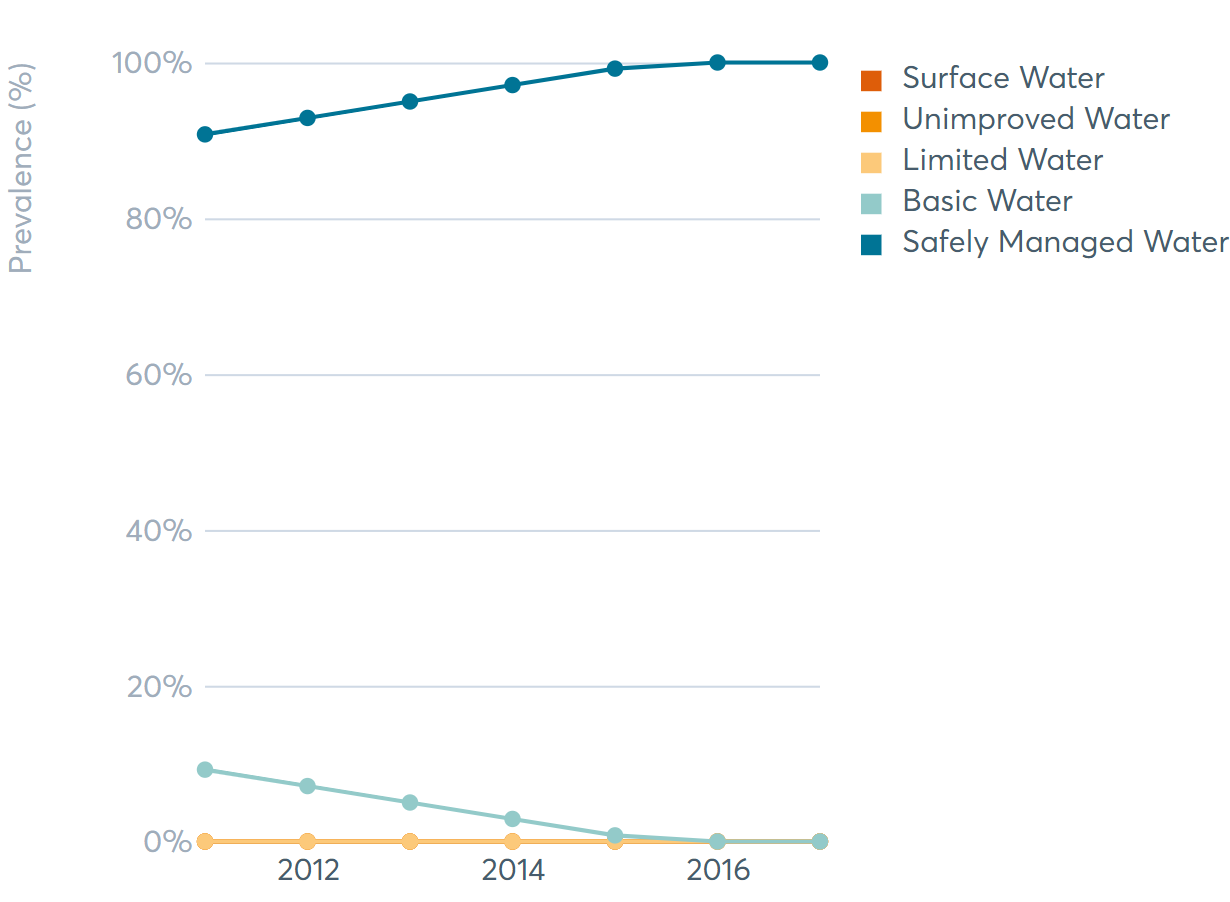 Prevalence (%)
100%
80%
60%
40%
20%
0%
2012
2014
2016
Surface Water
Unimproved Water
Limited Water
Basic Water
Safely Managed Water